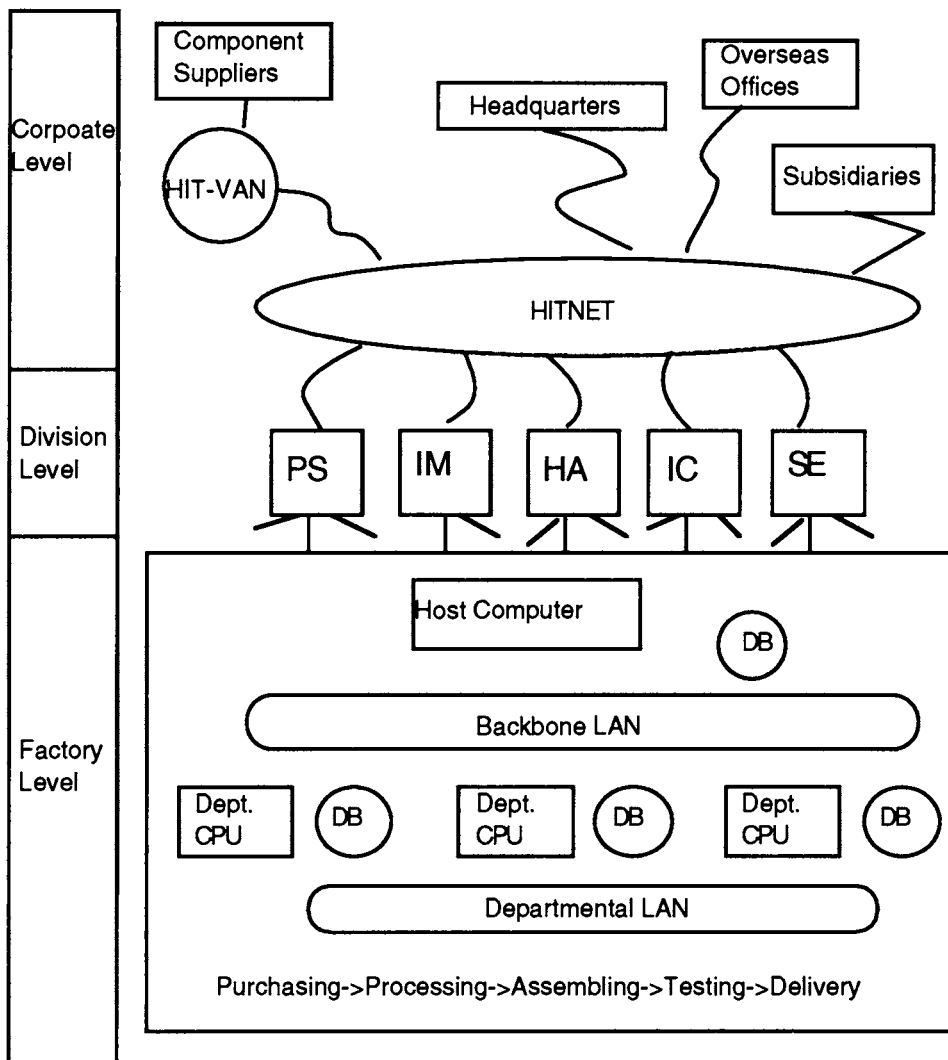 Component
Suppliers
Overseas
Offices
Headquarters
Corpoate
Level
HIT-VAN
Subsidiaries
HITNET
Division
Level
PS
IM
HA
IC
SE
Host Computer
DB
Backbone LAN
Factory
Level
Dept.
CPU
DB
Dept.
CPU
DB
Dept.
CPU
DB
Departmental LAN
Purchasing->Processing->Assembling->Testing->Delivery